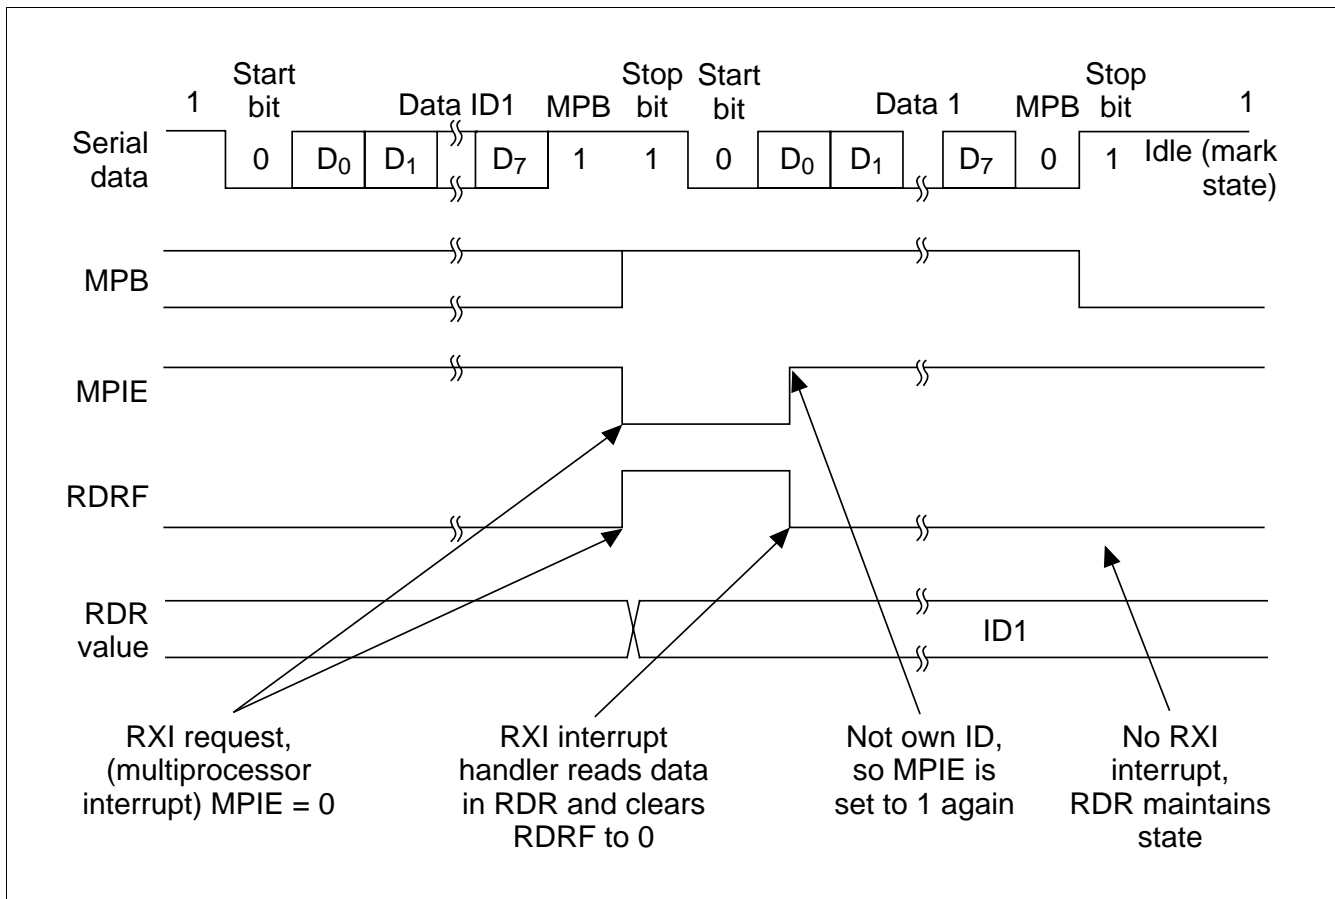 Start bit
Stop bit
Start bit
Stop bit
1
Data ID1
MPB
Data 1
MPB
1
Serial data
0
D0
D1
D7
1
1
0
D0
D1
D7
0
1
Idle (mark state)
MPB
MPIE
RDRF
RDR value
ID1
RXI request,
(multiprocessor
interrupt) MPIE = 0
RXI interrupt
handler reads data
in RDR and clears
RDRF to 0
Not own ID,
so MPIE is
set to 1 again
No RXI
interrupt,
RDR maintains
state